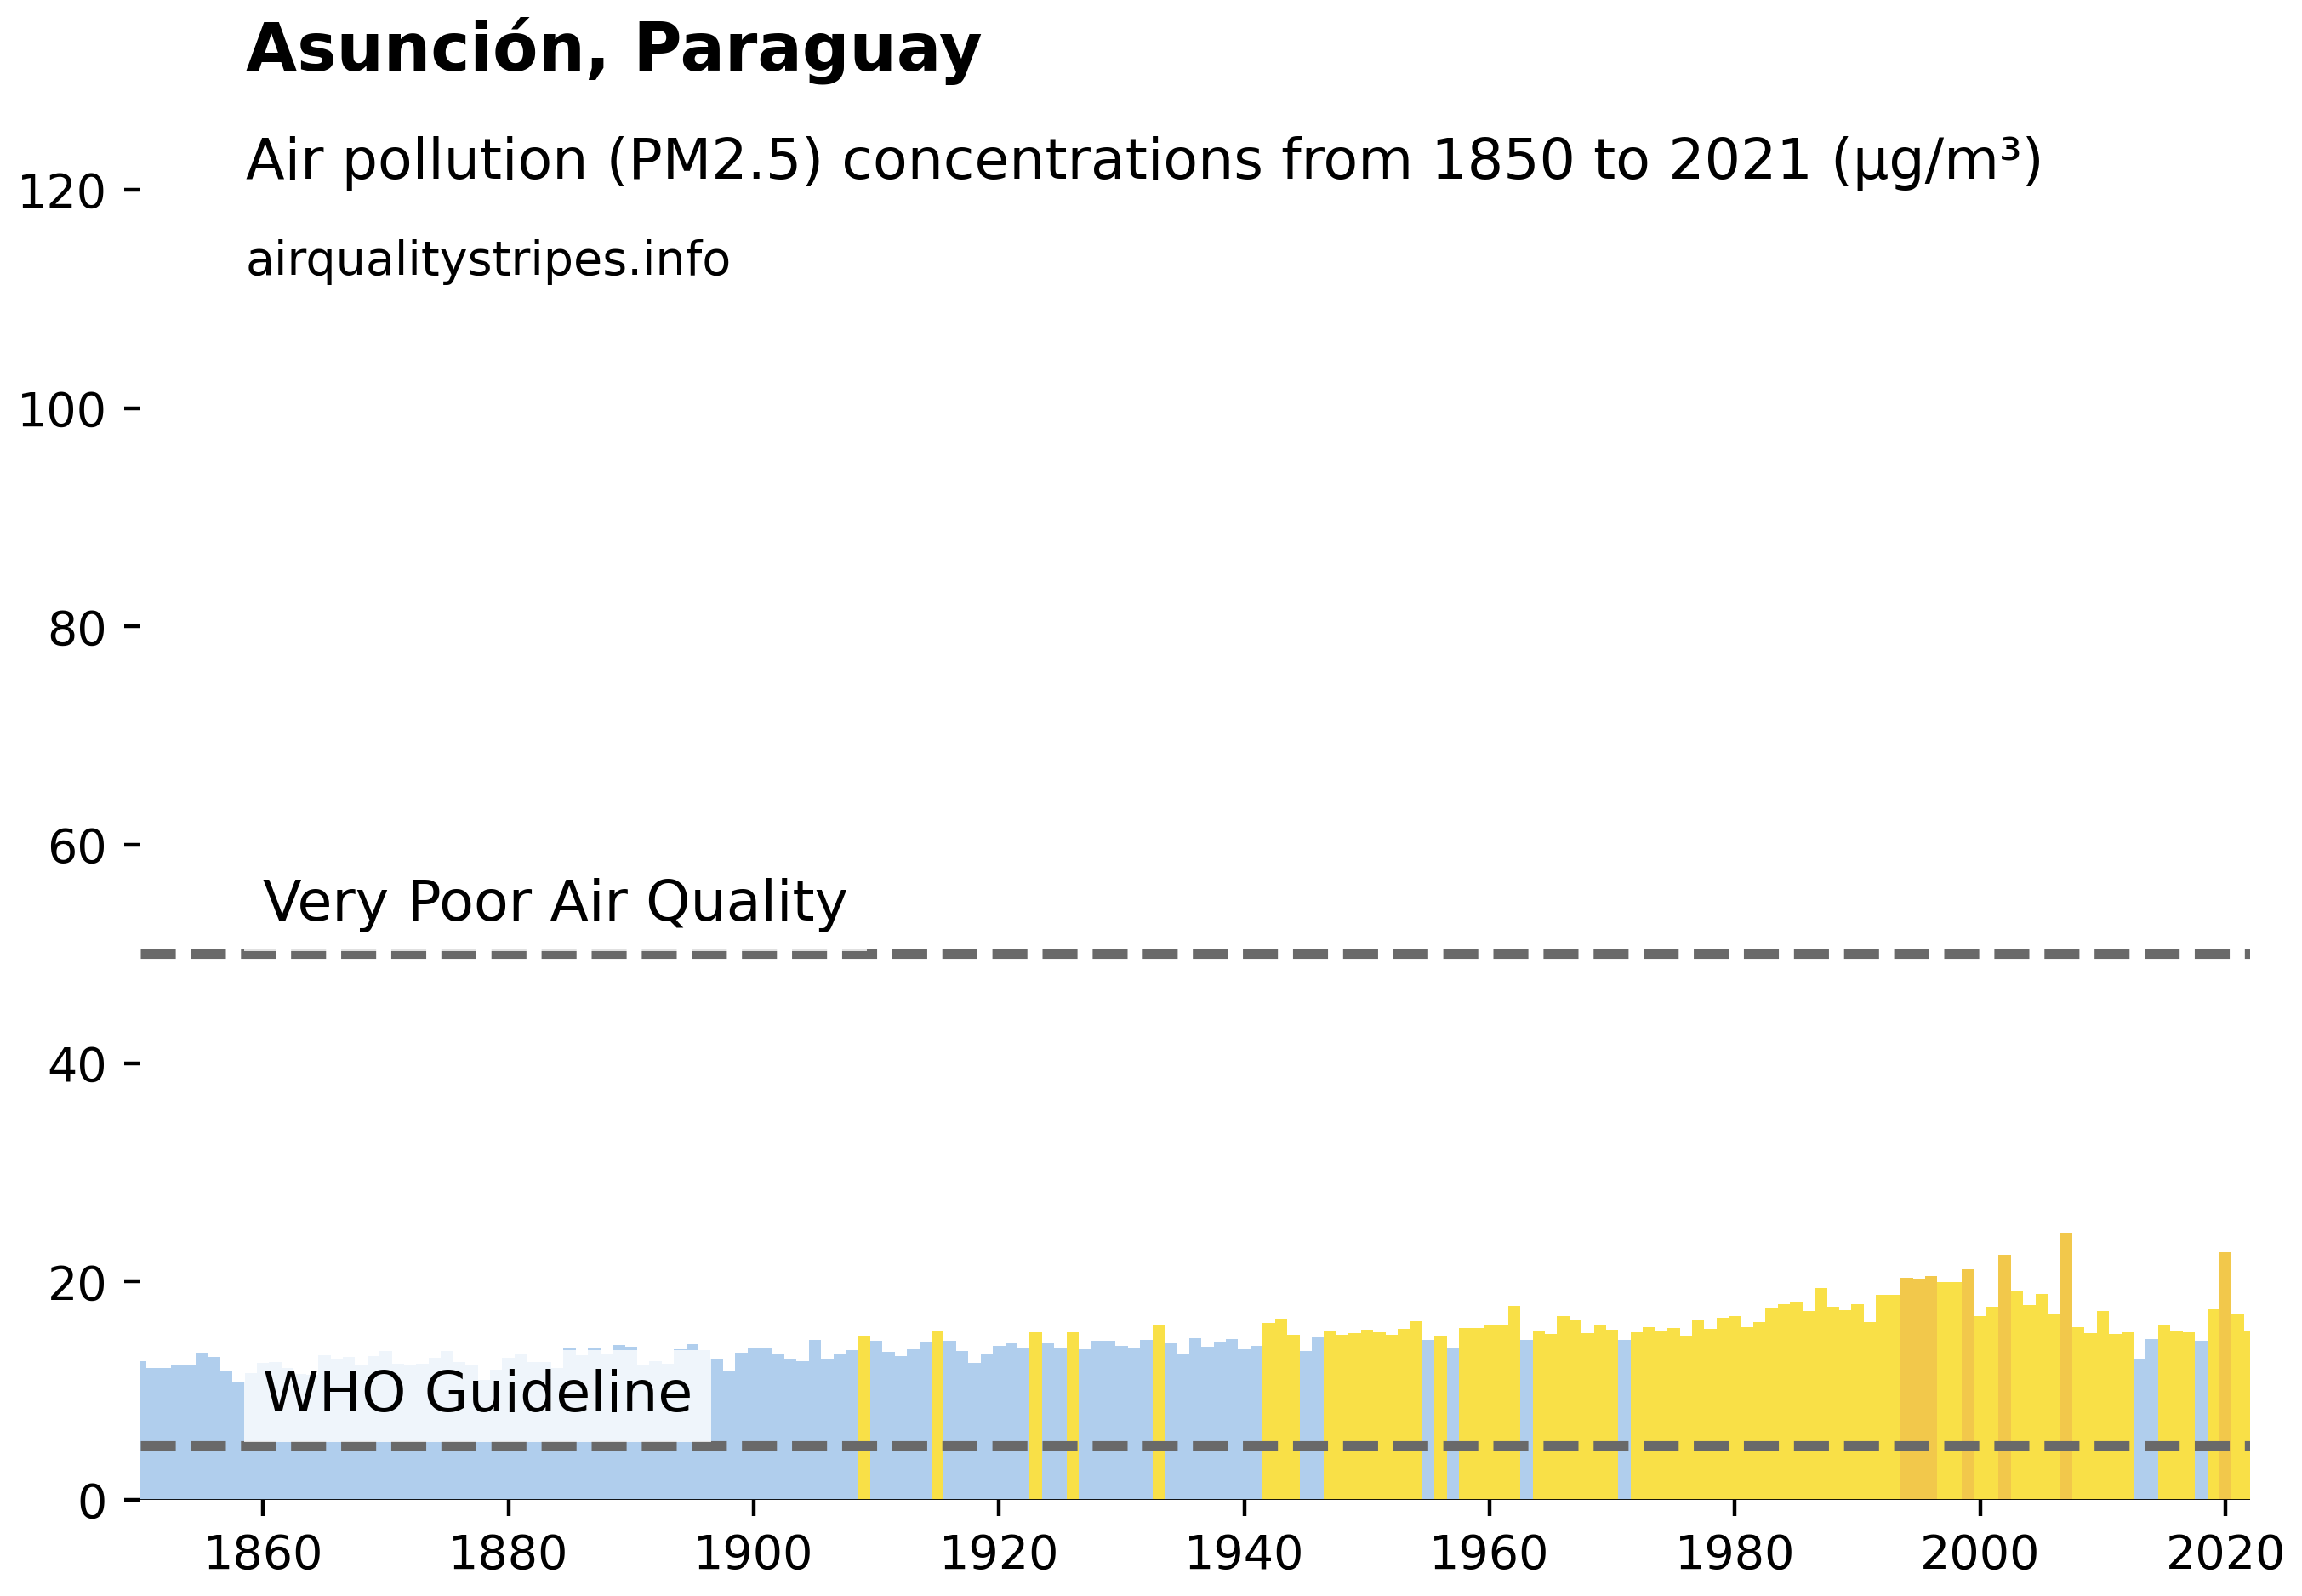 Asunción, Paraguay
Air pollution (PM2.5) concentrations from 1850 to 2021 (µg/m³)
airqualitystripes.info
120
100
80
60
Very Poor Air Quality
40
20
WHO Guideline
0
1860 1880 1900 1920 1940 1960 1980 2000 2020